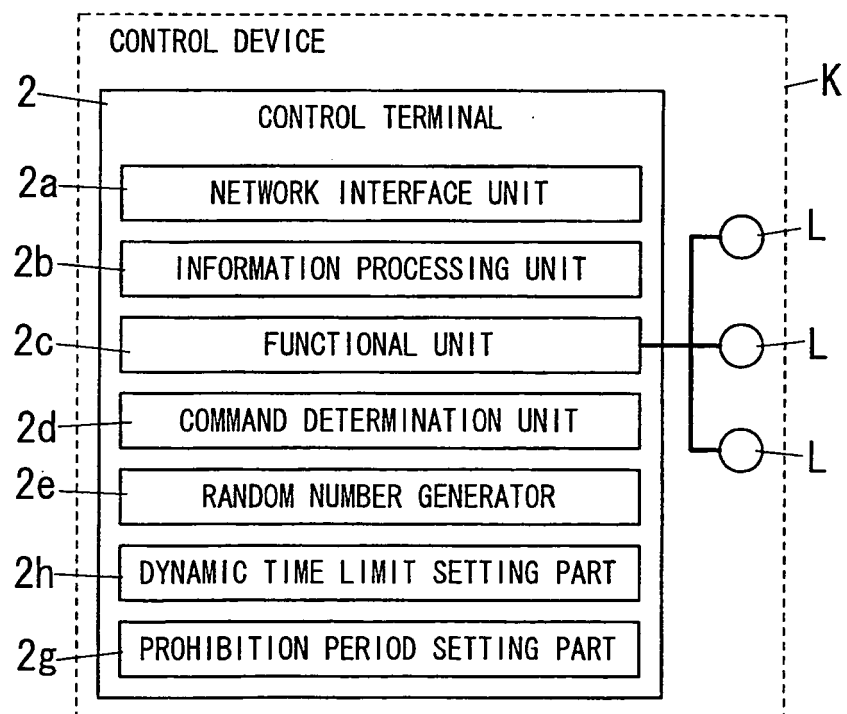 CONTROL DEVICE
K
2
CONTROL TERMINAL
2a
NETWORK INTERFACE UNIT
L
2b
INFORMATION PROCESSING UNIT
2c
FUNCTIONAL UNIT
L
2d
COMMAND DETERMINATION UNIT
L
2e
RANDOM NUMBER GENERATOR
2h
DYNAMIC TIME LIMIT SETTING PART
2g
PROHIBITION PERIOD SETTING PART